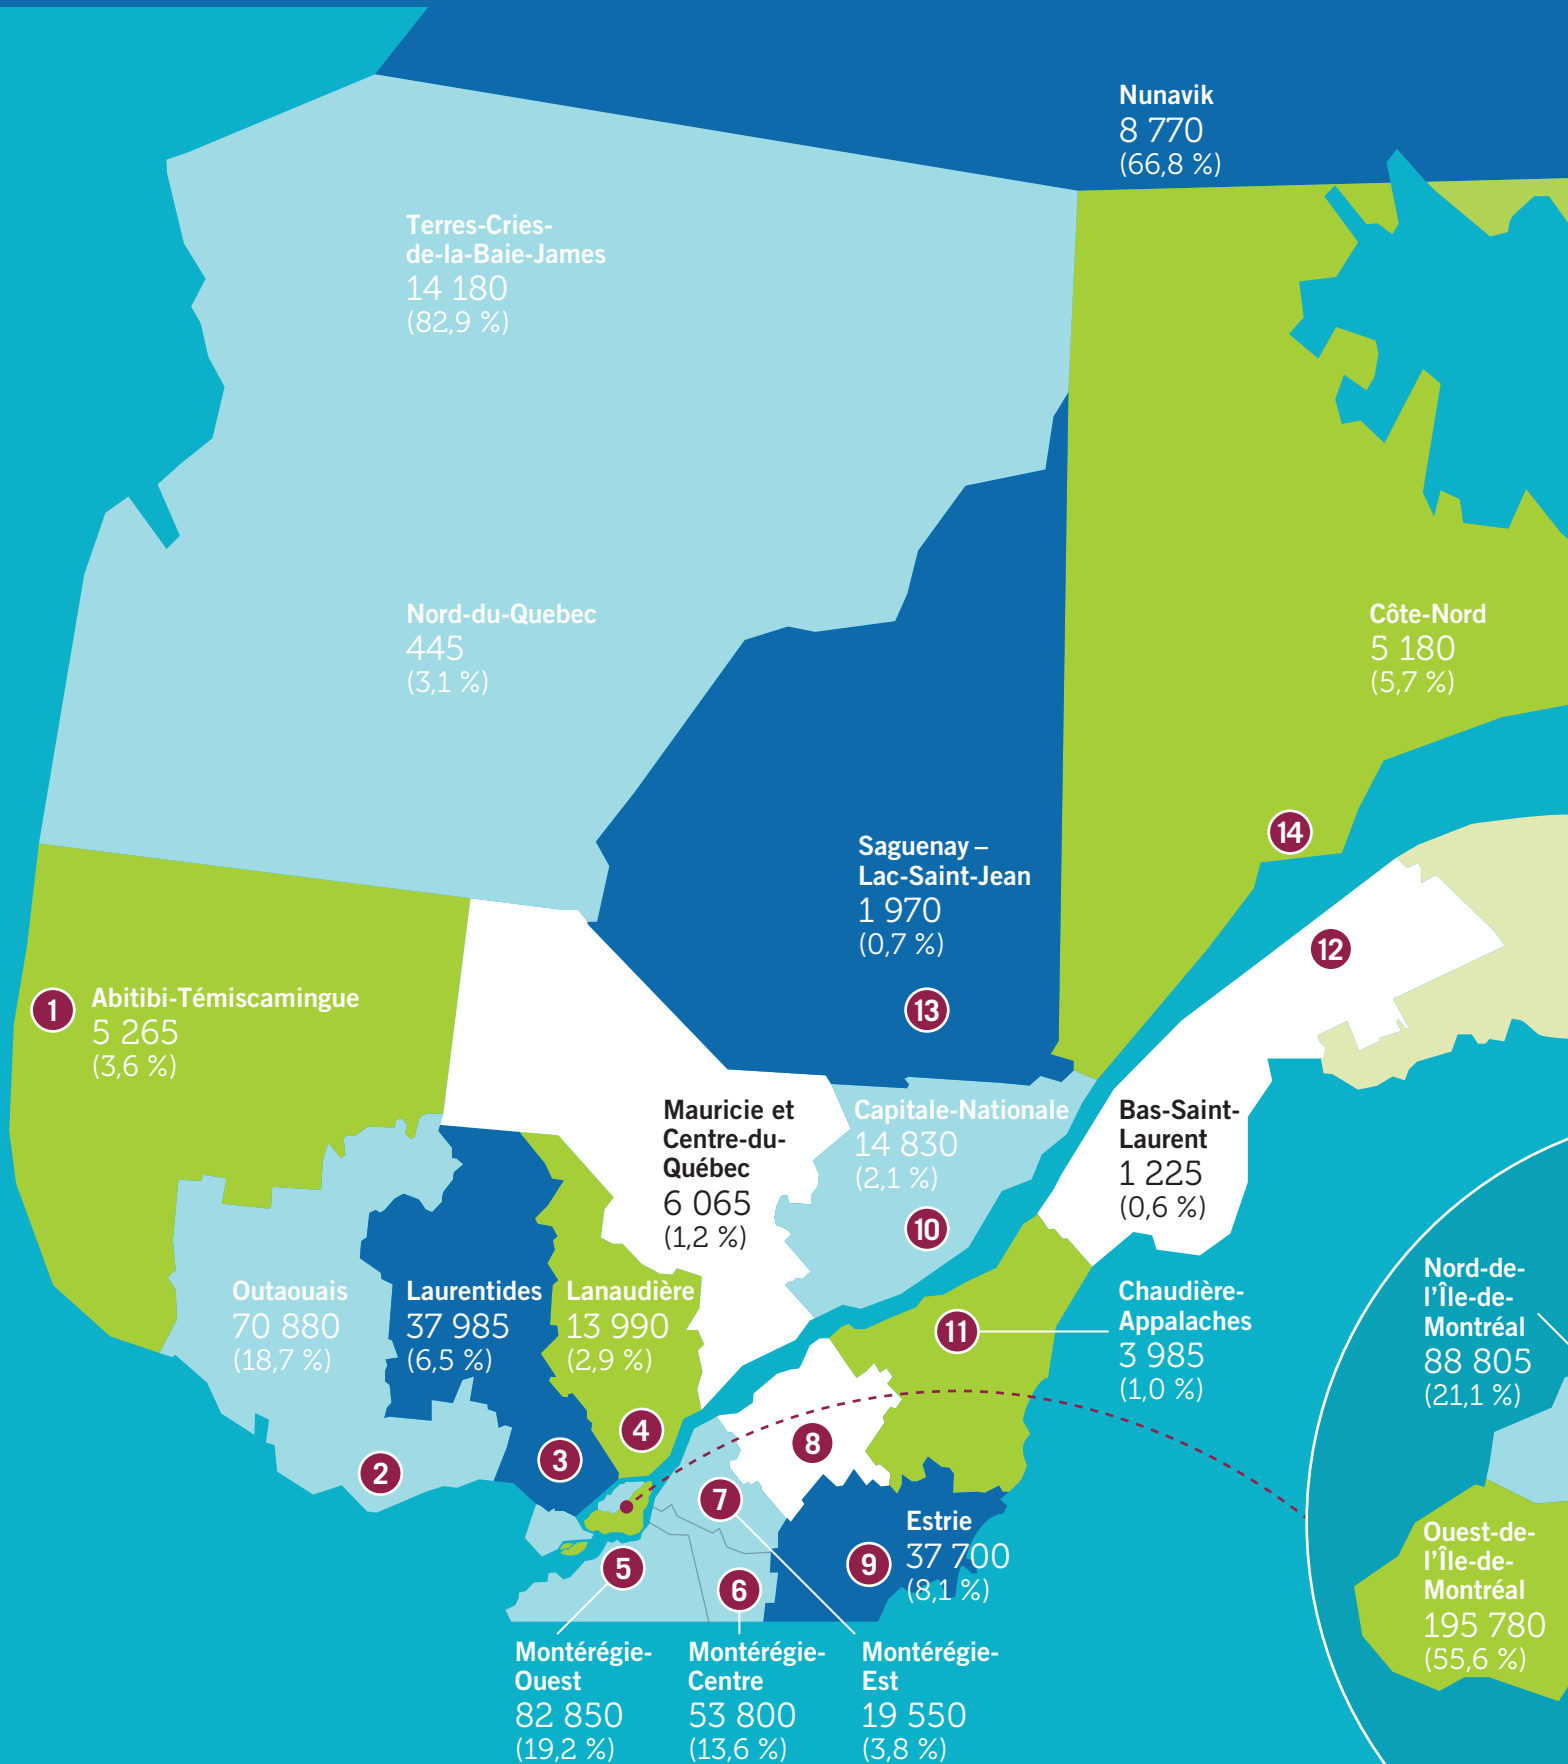 Nunavik
8 770
(66,8 %)
Terres-Cries-
de-la-Baie-James
14 180
(82,9 %)
Nord-du-Quebec
445
(3,1 %)
Côte-Nord
5 180
(5,7 %)
14
Saguenay –
Lac-Saint-Jean
1 970
(0,7 %)
13
12
1
Abitibi-Témiscamingue
5 265
(3,6 %)
Mauricie et
Centre-du-
Québec
6 065
(1,2 %)
Capitale-Nationale
14 830
(2,1 %)
10
Bas-Saint-
Laurent
1 225
(0,6 %)
Outaouais
70 880
(18,7 %)
2
Laurentides
37 985
(6,5 %)
3
Lanaudière
13 990
(2,9 %)
4
11
Chaudière-
Appalaches
3 985
(1,0 %)
Nord-de-
l'Île-de-
Montréal
88 805
(21,1 %)
8
7
5
6
9
Estrie
37 700
(8,1 %)
Ouest-de-
l'Île-de-
Montréal
195 780
(55,6 %)
Montérégie-
Ouest
82 850
(19,2 %)
Montérégie-
Centre
53 800
(13,6 %)
Montérégie-
Est
19 550
(3,8 %)